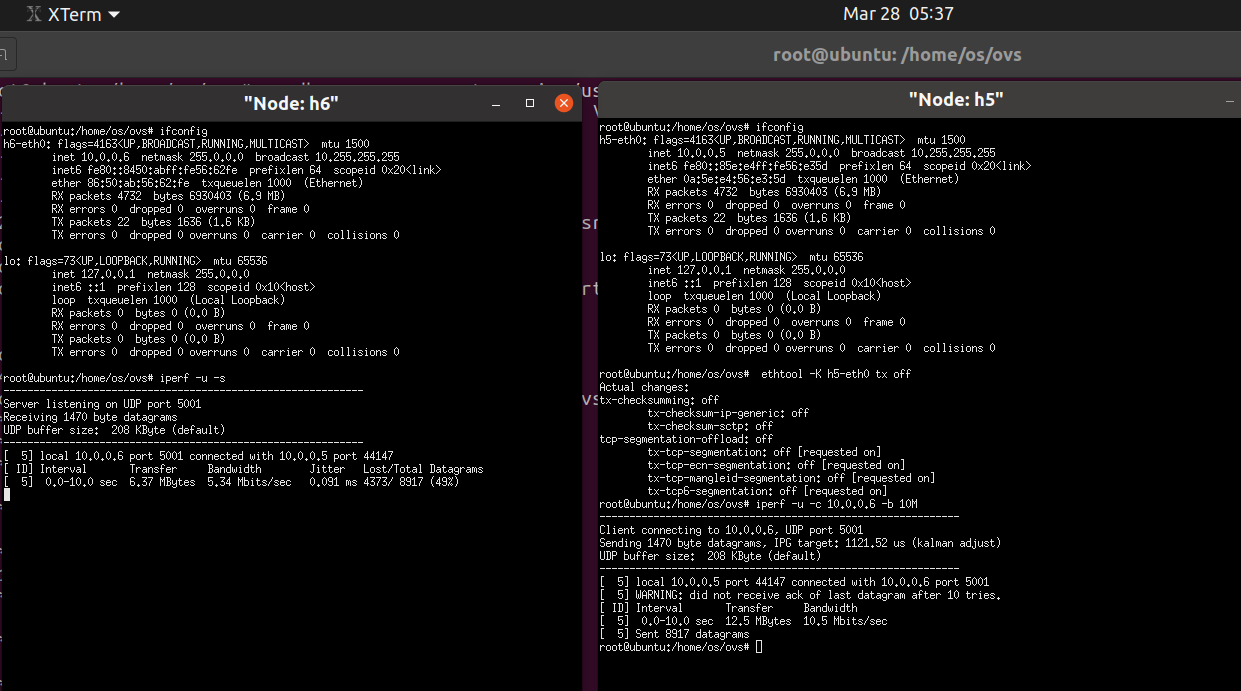 XTerm
Mar 28 05:37
root@ubuntu: /home/os/ovs
"Node: h6"
root@ubuntu:/home/os/ovs# ifconfig
h6-eth0: flags=4163<UP,BROADCAST,RUNNING,MULTICAST>  mtu 1500
        inet 10.0.0.6  netmask 255.0.0.0  broadcast 10.255.255.255
        inet6 fe80::8450:abff:fe56:62fe  prefixlen 64  scopeid 0x20<link>
        ether 86:50:ab:56:62:fe  txqueuelen 1000  (Ethernet)
        RX packets 4732  bytes 6930403 (6.9 MB)
        RX errors 0  dropped 0  overruns 0  frame 0
        TX packets 22  bytes 1636 (1.6 KB)
        TX errors 0  dropped 0 overruns 0  carrier 0  collisions 0
lo: flags=73<UP,LOOPBACK,RUNNING>  mtu 65536
        inet 127.0.0.1  netmask 255.0.0.0
        inet6 ::1  prefixlen 128  scopeid 0x10<host>
        loop  txqueuelen 1000  (Local Loopback)
        RX packets 0  bytes 0 (0.0 B)
        RX errors 0  dropped 0  overruns 0  frame 0
        TX packets 0  bytes 0 (0.0 B)
        TX errors 0  dropped 0 overruns 0  carrier 0  collisions 0
root@ubuntu:/home/os/ovs# iperf -u -s
------------------------------------------------------------
Server listening on UDP port 5001
Receiving 1470 byte datagrams
UDP buffer size:  208 KByte (default)
------------------------------------------------------------
[  5] local 10.0.0.6 port 5001 connected with 10.0.0.5 port 44147
[ ID] Interval       Transfer     Bandwidth        Jitter   Lost/Total Datagrams
[  5]  0.0-10.0 sec  6.37 MBytes  5.34 Mbits/sec   0.091 ms 4373/ 8917 (49%)
"Node: h5"
root@ubuntu:/home/os/ovs# ifconfig
h5-eth0: flags=4163<UP,BROADCAST,RUNNING,MULTICAST>  mtu 1500
        inet 10.0.0.5  netmask 255.0.0.0  broadcast 10.255.255.255
        inet6 fe80::85e:e4ff:fe56:e35d  prefixlen 64  scopeid 0x20<link>
        ether 0a:5e:e4:56:e3:5d  txqueuelen 1000  (Ethernet)
        RX packets 4732  bytes 6930403 (6.9 MB)
        RX errors 0  dropped 0  overruns 0  frame 0
        TX packets 22  bytes 1636 (1.6 KB)
        TX errors 0  dropped 0 overruns 0  carrier 0  collisions 0
lo: flags=73<UP,LOOPBACK,RUNNING>  mtu 65536
        inet 127.0.0.1  netmask 255.0.0.0
        inet6 ::1  prefixlen 128  scopeid 0x10<host>
        loop  txqueuelen 1000  (Local Loopback)
        RX packets 0  bytes 0 (0.0 B)
        RX errors 0  dropped 0  overruns 0  frame 0
        TX packets 0  bytes 0 (0.0 B)
        TX errors 0  dropped 0 overruns 0  carrier 0  collisions 0
root@ubuntu:/home/os/ovs#  ethtool -K h5-eth0 tx off
Actual changes:
tx-checksumming: off
        tx-checksum-ip-generic: off
        tx-checksum-sctp: off
tcp-segmentation-offload: off
        tx-tcp-segmentation: off [requested on]
        tx-tcp-ecn-segmentation: off [requested on]
        tx-tcp-mangleid-segmentation: off [requested on]
        tx-tcp6-segmentation: off [requested on]
root@ubuntu:/home/os/ovs# iperf -u -c 10.0.0.6 -b 10M
------------------------------------------------------------
Client connecting to 10.0.0.6, UDP port 5001
Sending 1470 byte datagrams, IPG target: 1121.52 us (kalman adjust)
UDP buffer size:  208 KByte (default)
------------------------------------------------------------
[  5] local 10.0.0.5 port 44147 connected with 10.0.0.6 port 5001
[  5] WARNING: did not receive ack of last datagram after 10 tries.
[ ID] Interval       Transfer     Bandwidth
[  5]  0.0-10.0 sec  12.5 MBytes  10.5 Mbits/sec
[  5] Sent 8917 datagrams
root@ubuntu:/home/os/ovs#